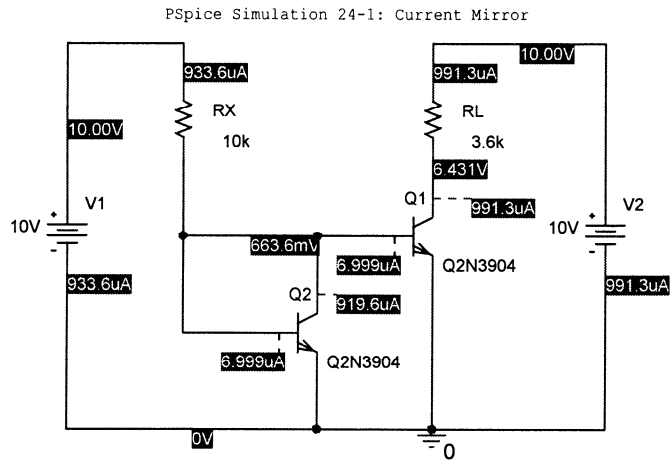 PSpice Simulation 24-1: Current Mirror
10.00V
933.6uA
991.3uA
RX
RL
10k
3.6k
10.00V
6.431V
V1
Q1
991.3uA
V2
+
+
10V
10V
-
-
663.6mV
6.999uA
Q2N3904
933.6uA
Q2
919.6uA
991.3uA
6.999uA
Q2N3904
0V
0